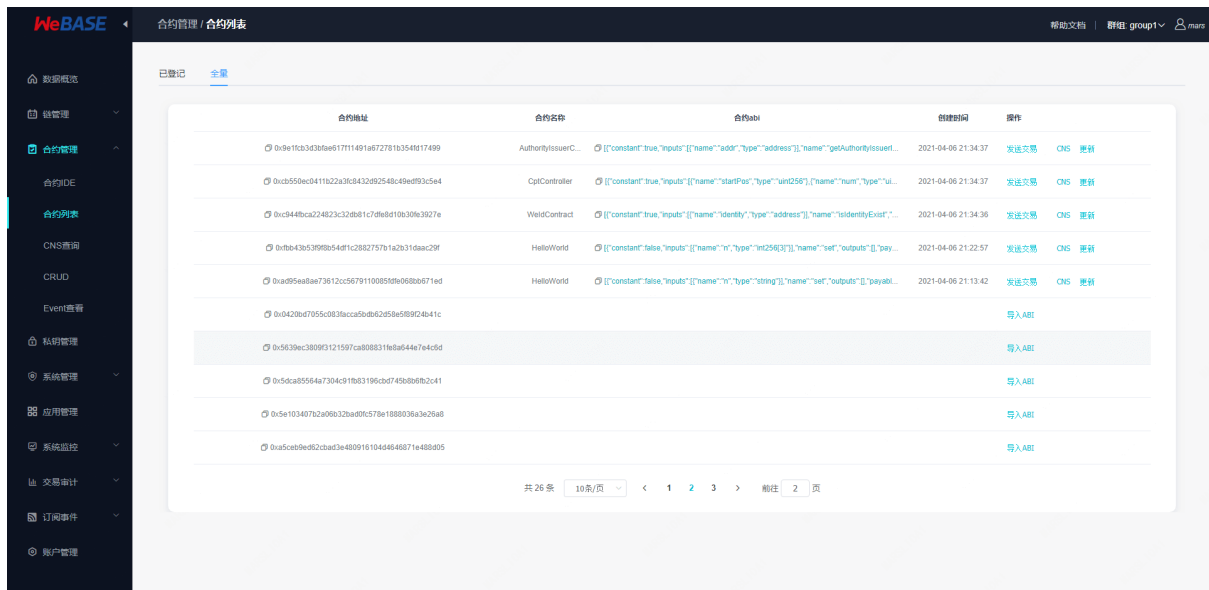 WeBASE
合约管理 / 合约列表
帮助文档 | 群组: group1 mars
数据概览
链管理
合约管理
合约IDE
合约列表
CNS查询
CRUD
Event查看
私钥管理
系统管理
应用管理
系统监控
交易审计
订阅事件
账户管理
已登记 全量
合约地址 合约名称 合约abi 创建时间 操作
0x9e1fcb3d3bfae617f11491a672781b354fd17499 AuthorityIssuerC... [{"constant":true,"inputs":[{"name":"addr","type":"address"}],"name":"getAuthorityIssuerI... 2021-04-06 21:34:37 发送交易 CNS 更新
0xcb550ec0411b22a3fc8432d92548c49edf93c5e4 CptController [{"constant":true,"inputs":[{"name":"startPos","type":"uint256"},{"name":"num","type":"ui... 2021-04-06 21:34:37 发送交易 CNS 更新
0xc944fbca224823c32db81c7dfe8d10b30fe3927e WeIdContract [{"constant":true,"inputs":[{"name":"identity","type":"address"}],"name":"isIdentityExist","... 2021-04-06 21:34:36 发送交易 CNS 更新
0xfbb43b53f9f8b54df1c2882757b1a2b31daac29f HelloWorld [{"constant":false,"inputs":[{"name":"n","type":"int256[3]"}],"name":"set","outputs":[],"pay... 2021-04-06 21:22:57 发送交易 CNS 更新
0xad95ea8ae73612cc5679110085fdfe068bb671ed HelloWorld [{"constant":false,"inputs":[{"name":"n","type":"string"}],"name":"set","outputs":[],"payabl... 2021-04-06 21:13:42 发送交易 CNS 更新
0x0420bd7055c083facca5bdb62d58e5f89f24b41c 导入ABI
0x5639ec3809f3121597ca808831fe8a644e7e4c6d 导入ABI
0x5dca85564a7304c91fb83196cbd745b8b6fb2c41 导入ABI
0x5e103407b2a06b32bad0fc578e1888036a3e26a8 导入ABI
0xa5ceb9ed62cbad3e480916104d4646871e488d05 导入ABI
共 26 条 10条/页 < 1 2 3 > 前往 2 页